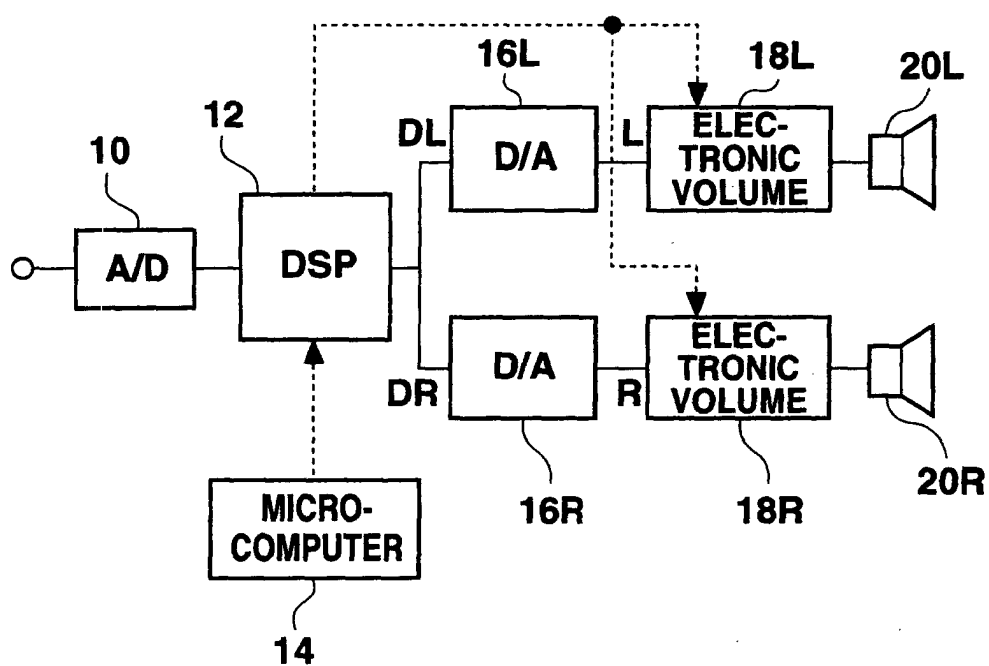 16L
18L
20L
12
DL
L
ELEC-
TRONIC
VOLUME
10
D/A
A/D
DSP
DR
D/A
R
ELEC-
TRONIC
VOLUME
16R
18R
20R
MICRO-
COMPUTER
14